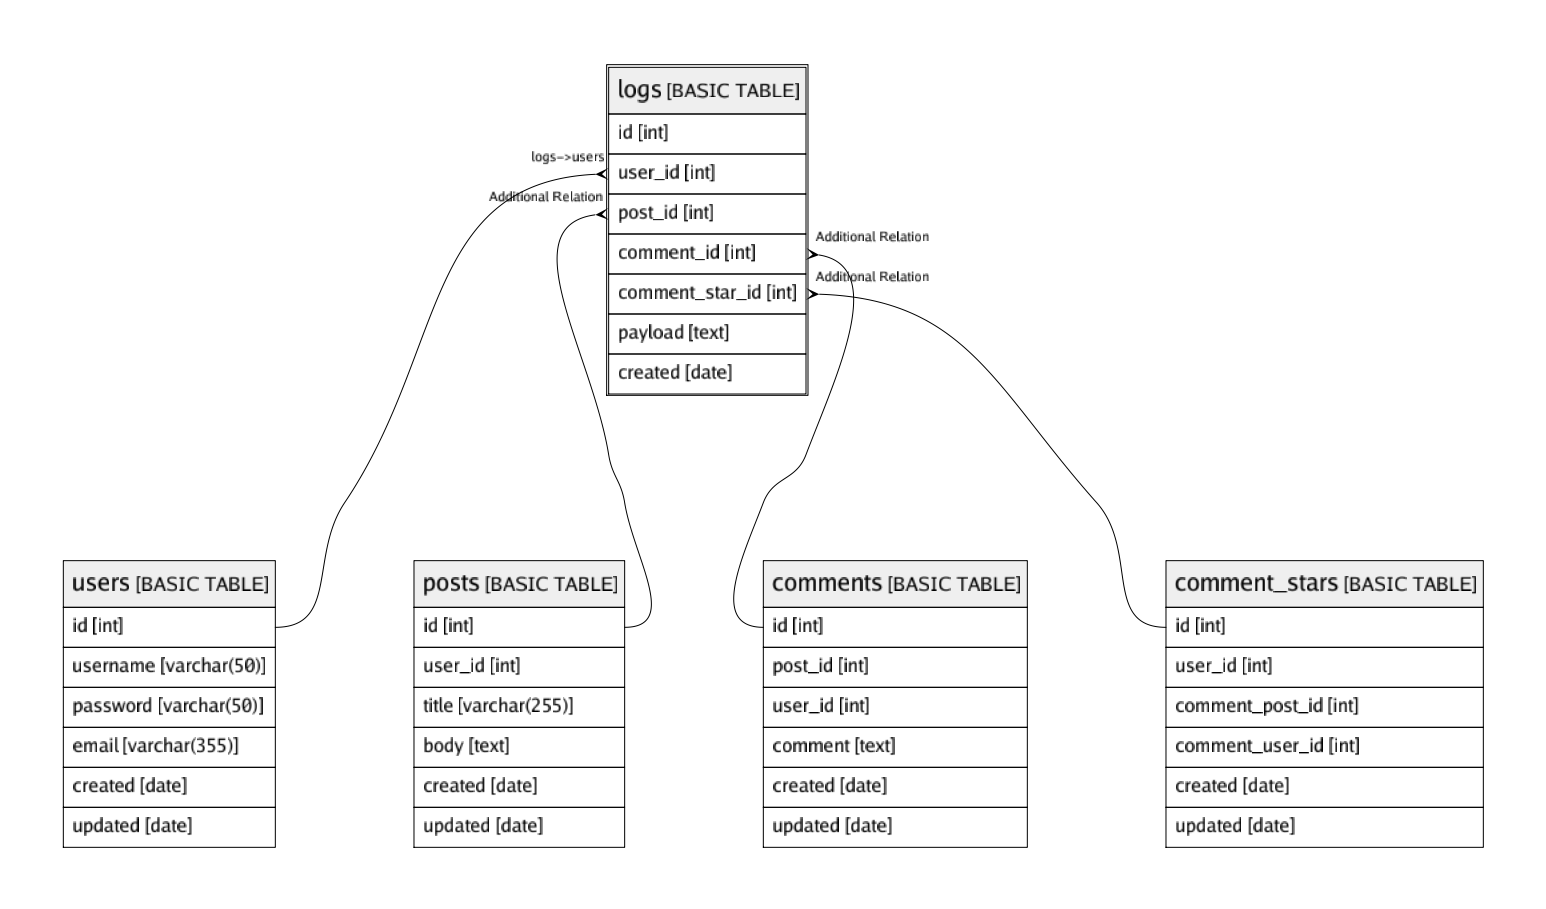 logs [BASIC TABLE]
id [int]
logs->users
user_id [int]
Additional Relation
post_id [int]
Additional Relation
comment_id [int]
Additional Relation
comment_star_id [int]
payload [text]
created [date]
users [BASIC TABLE]
id [int]
username [varchar(50)]
password [varchar(50)]
email [varchar(355)]
created [date]
updated [date]
posts [BASIC TABLE]
id [int]
user_id [int]
title [varchar(255)]
body [text]
created [date]
updated [date]
comments [BASIC TABLE]
id [int]
post_id [int]
user_id [int]
comment [text]
created [date]
updated [date]
comment_stars [BASIC TABLE]
id [int]
user_id [int]
comment_post_id [int]
comment_user_id [int]
created [date]
updated [date]